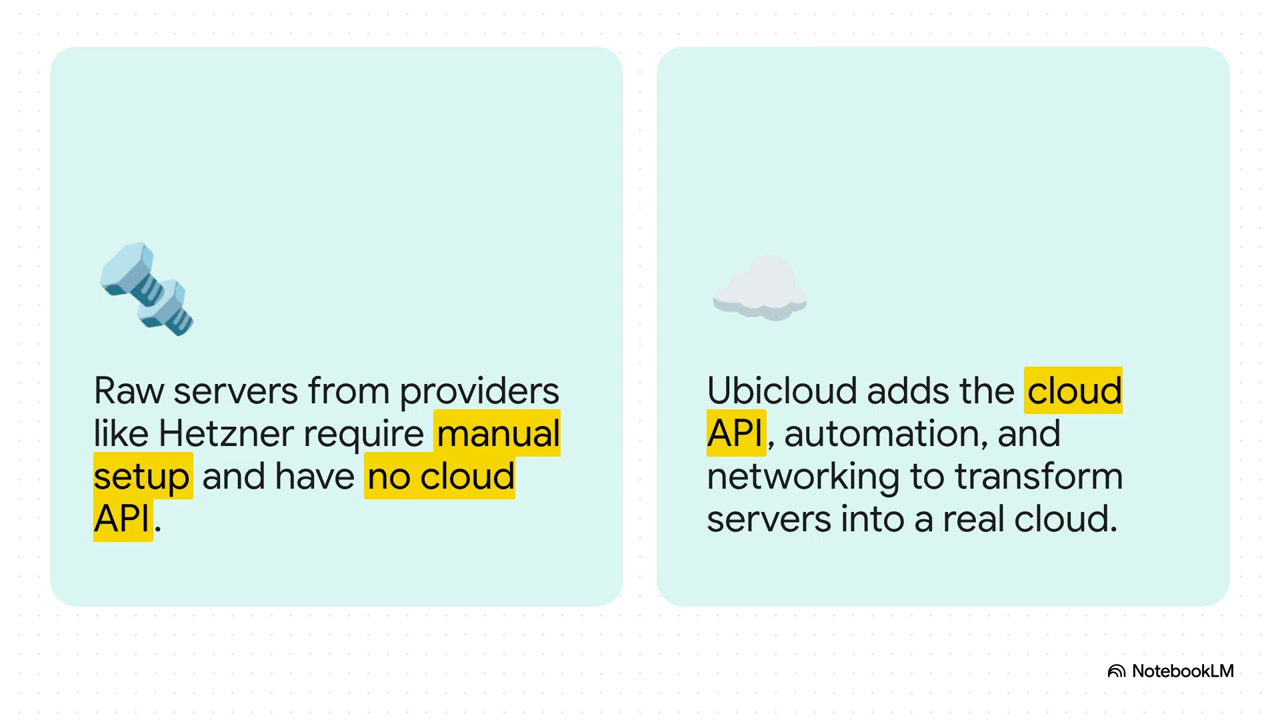 Raw servers from providers
like Hetzner require manual
setup and have no cloud
API.
Ubicloud adds the cloud
API, automation, and
networking to transform
servers into a real cloud.
NotebookLM